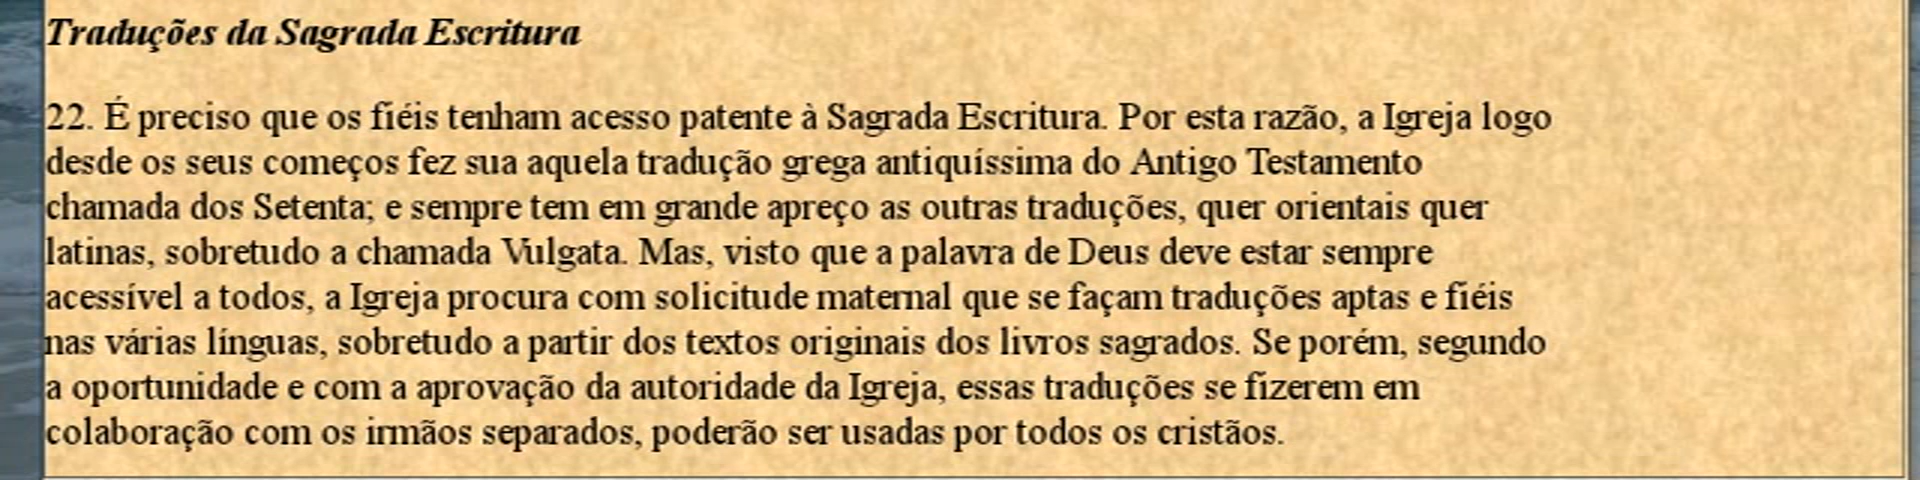 Traduções da Sagrada Escritura
22. É preciso que os fiéis tenham acesso patente à Sagrada Escritura. Por esta razão, a Igreja logo
desde os seus começos fez sua aquela tradução grega antiquíssima do Antigo Testamento
chamada dos Setenta; e sempre tem em grande apreço as outras traduções, quer orientais quer
latinas, sobretudo a chamada Vulgata. Mas, visto que a palavra de Deus deve estar sempre
acessível a todos, a Igreja procura com solicitude maternal que se façam traduções aptas e fiéis
nas várias línguas, sobretudo a partir dos textos originais dos livros sagrados. Se porém, segundo
a oportunidade e com a aprovação da autoridade da Igreja, essas traduções se fizerem em
colaboração com os irmãos separados, poderão ser usadas por todos os cristãos.